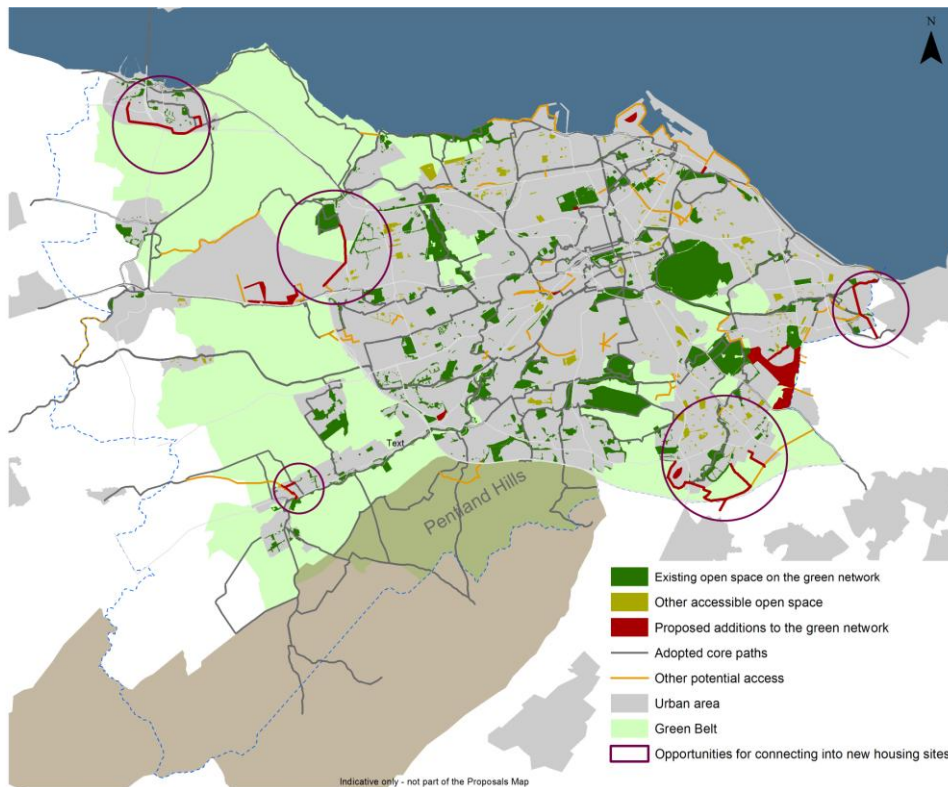 N
Text
Pentland Hills
Existing open space on the green network
Other accessible open space
Proposed additions to the green network
Adopted core paths
Other potential access
Urban area
Green Belt
Opportunities for connecting into new housing sites
Indicative only - not part of the Proposals Map